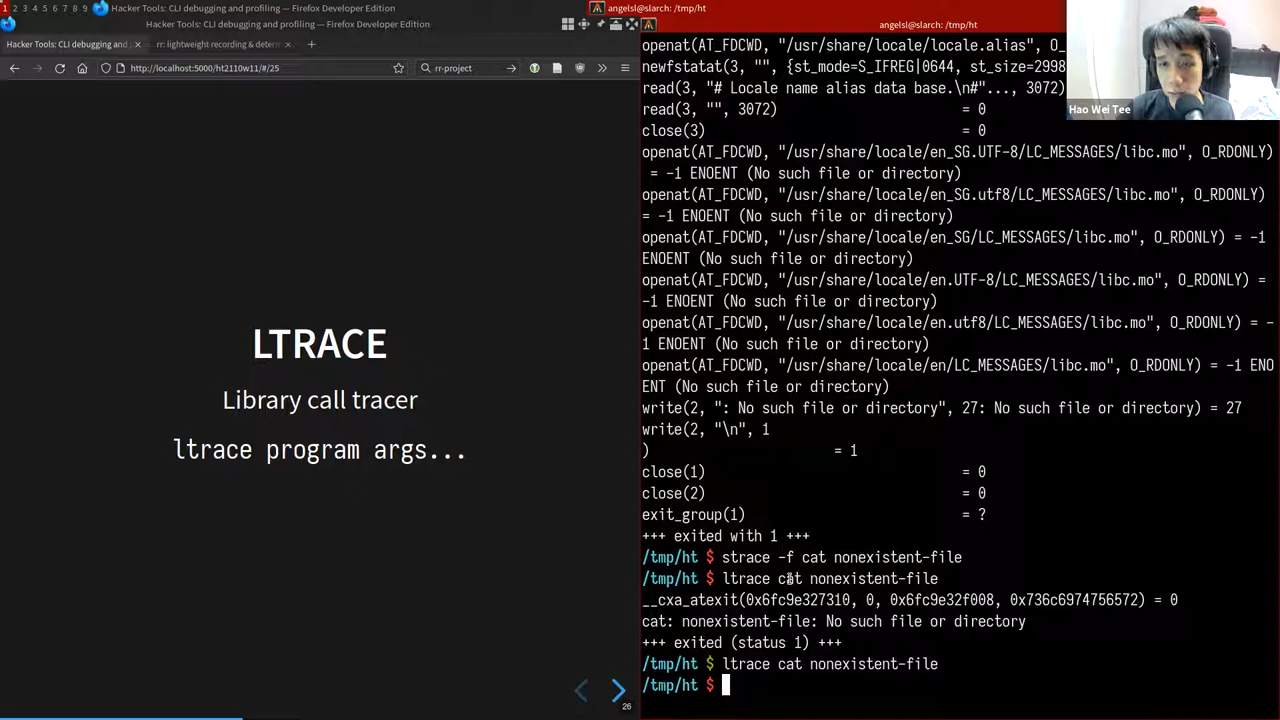 1 2 3 4 5 6 7 8 9
Hacker Tools: CLI debugging and profiling — Firefox Developer Edition
angelsl@slarch: /tmp/ht
Hacker Tools: CLI debugging and profiling — Firefox Developer Edition
angelsl@slarch: /tmp/ht
Hacker Tools: CLI debugging and
rr: lightweight recording & determ
http://localhost:5000/ht2110w11/#/25
rr-project
LTRACE
Library call tracer
ltrace program args...
26
openat(AT_FDCWD, "/usr/share/locale/locale.alias", O_
newfstatat(3, "", {st_mode=S_IFREG|0644, st_size=2998
read(3, "# Locale name alias data base.\n#"..., 3072)
read(3, "", 3072) = 0
close(3) = 0
openat(AT_FDCWD, "/usr/share/locale/en_SG.UTF-8/LC_MESSAGES/libc.mo", O_RDONLY)
= -1 ENOENT (No such file or directory)
openat(AT_FDCWD, "/usr/share/locale/en_SG.utf8/LC_MESSAGES/libc.mo", O_RDONLY)
= -1 ENOENT (No such file or directory)
openat(AT_FDCWD, "/usr/share/locale/en_SG/LC_MESSAGES/libc.mo", O_RDONLY) = -1
ENOENT (No such file or directory)
openat(AT_FDCWD, "/usr/share/locale/en.UTF-8/LC_MESSAGES/libc.mo", O_RDONLY) =
-1 ENOENT (No such file or directory)
openat(AT_FDCWD, "/usr/share/locale/en.utf8/LC_MESSAGES/libc.mo", O_RDONLY) = -
1 ENOENT (No such file or directory)
openat(AT_FDCWD, "/usr/share/locale/en/LC_MESSAGES/libc.mo", O_RDONLY) = -1 ENO
ENT (No such file or directory)
write(2, ": No such file or directory", 27: No such file or directory) = 27
write(2, "\n", 1
) = 1
close(1) = 0
close(2) = 0
exit_group(1) = ?
+++ exited with 1 +++
/tmp/ht $ strace -f cat nonexistent-file
/tmp/ht $ ltrace cat nonexistent-file
__cxa_atexit(0x6fc9e327310, 0, 0x6fc9e32f008, 0x736c6974756572) = 0
cat: nonexistent-file: No such file or directory
+++ exited (status 1) +++
/tmp/ht $ ltrace cat nonexistent-file
/tmp/ht $
Hao Wei Tee